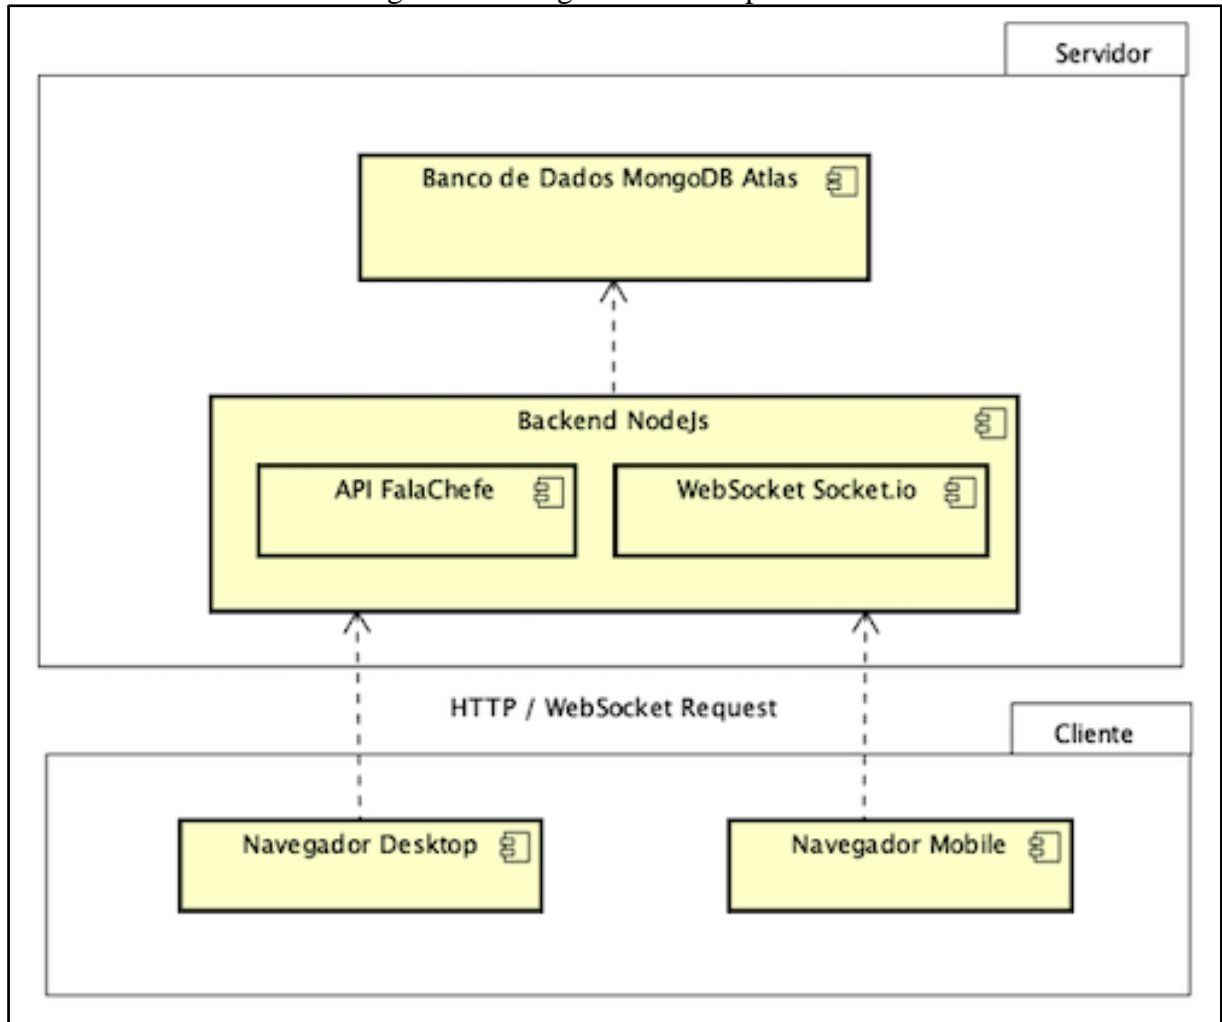 Servidor
Banco de Dados MongoDB Atlas
Backend NodeJs
API FalaChefe
WebSocket Socket.io
HTTP / WebSocket Request
Cliente
Navegador Desktop
Navegador Mobile